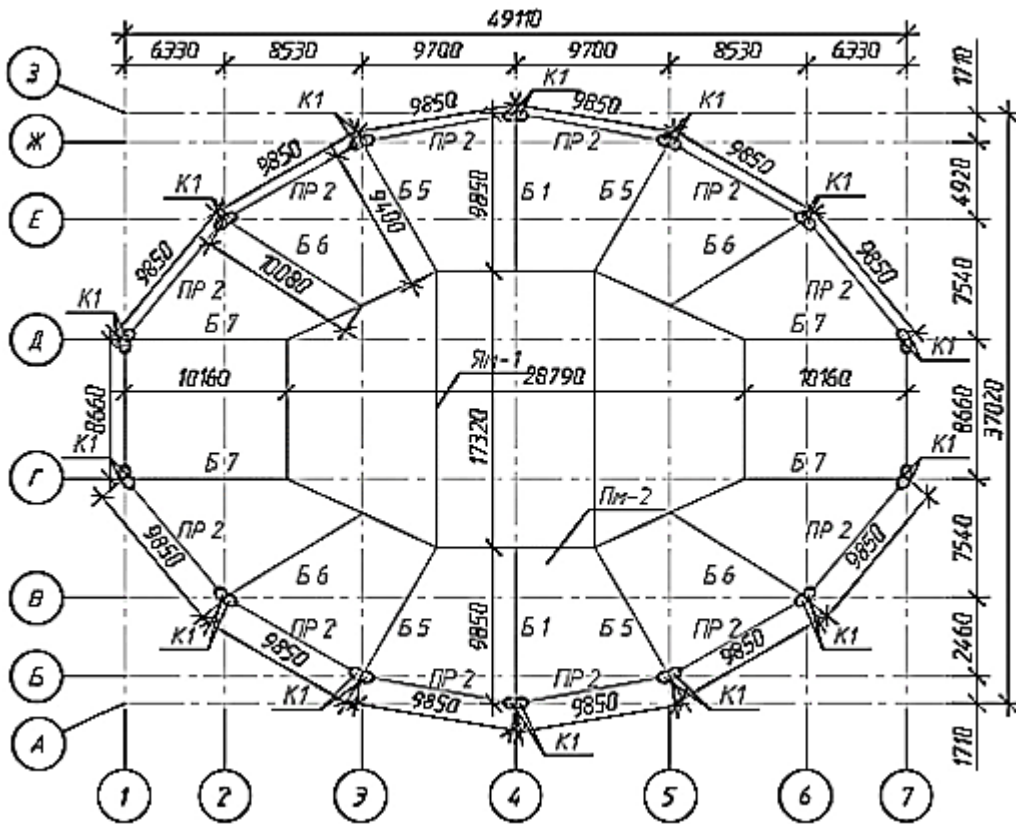 49110
6330 8530 9700 9700 8530 6330
З
К1 9850 К1 9850 К1
1710
Ж
9850 ПР 2 ПР 2 9850
К1 ПР 2 Б 5 9850 Б 1 Б 5 ПР 2 К1
4920
Е
9400
9850 Б 6 Б 6 9850
10080
К1 ПР 2 ПР 2
7540
Б 7 Б 7
Д
К1
Ям-1
10160 28790 10160
8660 8660 37020
17320
К1 К1
Б 7 Б 7
Г
Пм-2
9850 ПР 2 ПР 2 9850
7540
Б 6 Б 6
В
К1 ПР 2 Б 5 9850 Б 1 Б 5 ПР 2 К1
9850 9850
2460
Б
К1 ПР 2 ПР 2 К1
9850 9850
А
К1
1710
1 2 3 4 5 6 7